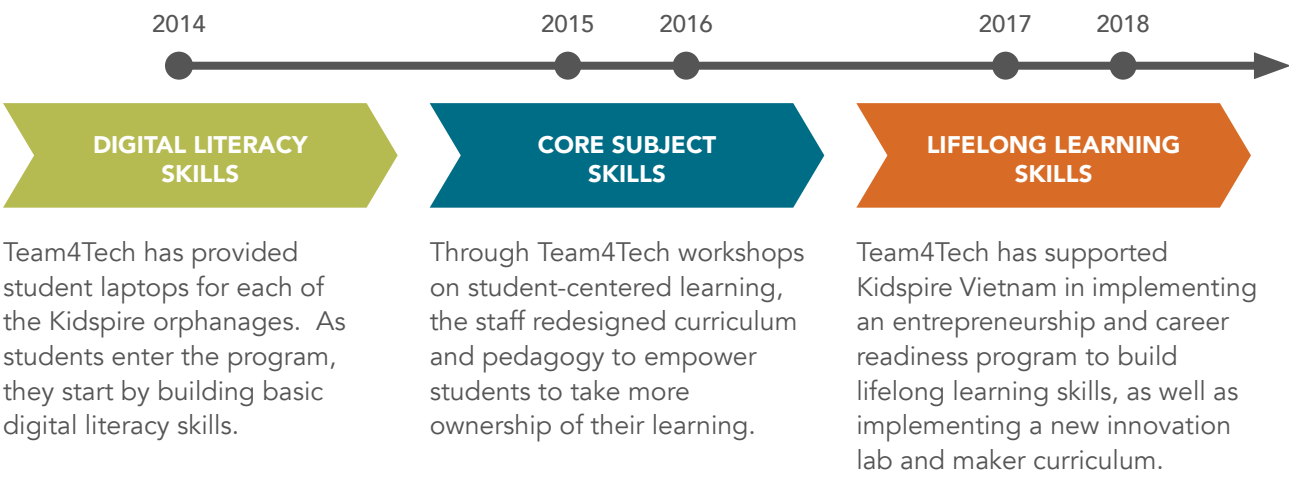 2014
2015
2016
2017
2018
DIGITAL LITERACY
SKILLS
Team4Tech has provided
student laptops for each of
the Kidspire orphanages.  As
students enter the program,
they start by building basic
digital literacy skills.
CORE SUBJECT
SKILLS
Through Team4Tech workshops
on student-centered learning,
the staff redesigned curriculum
and pedagogy to empower
students to take more
ownership of their learning.
LIFELONG LEARNING
SKILLS
Team4Tech has supported
Kidspire Vietnam in implementing
an entrepreneurship and career
readiness program to build
lifelong learning skills, as well as
implementing a new innovation
lab and maker curriculum.